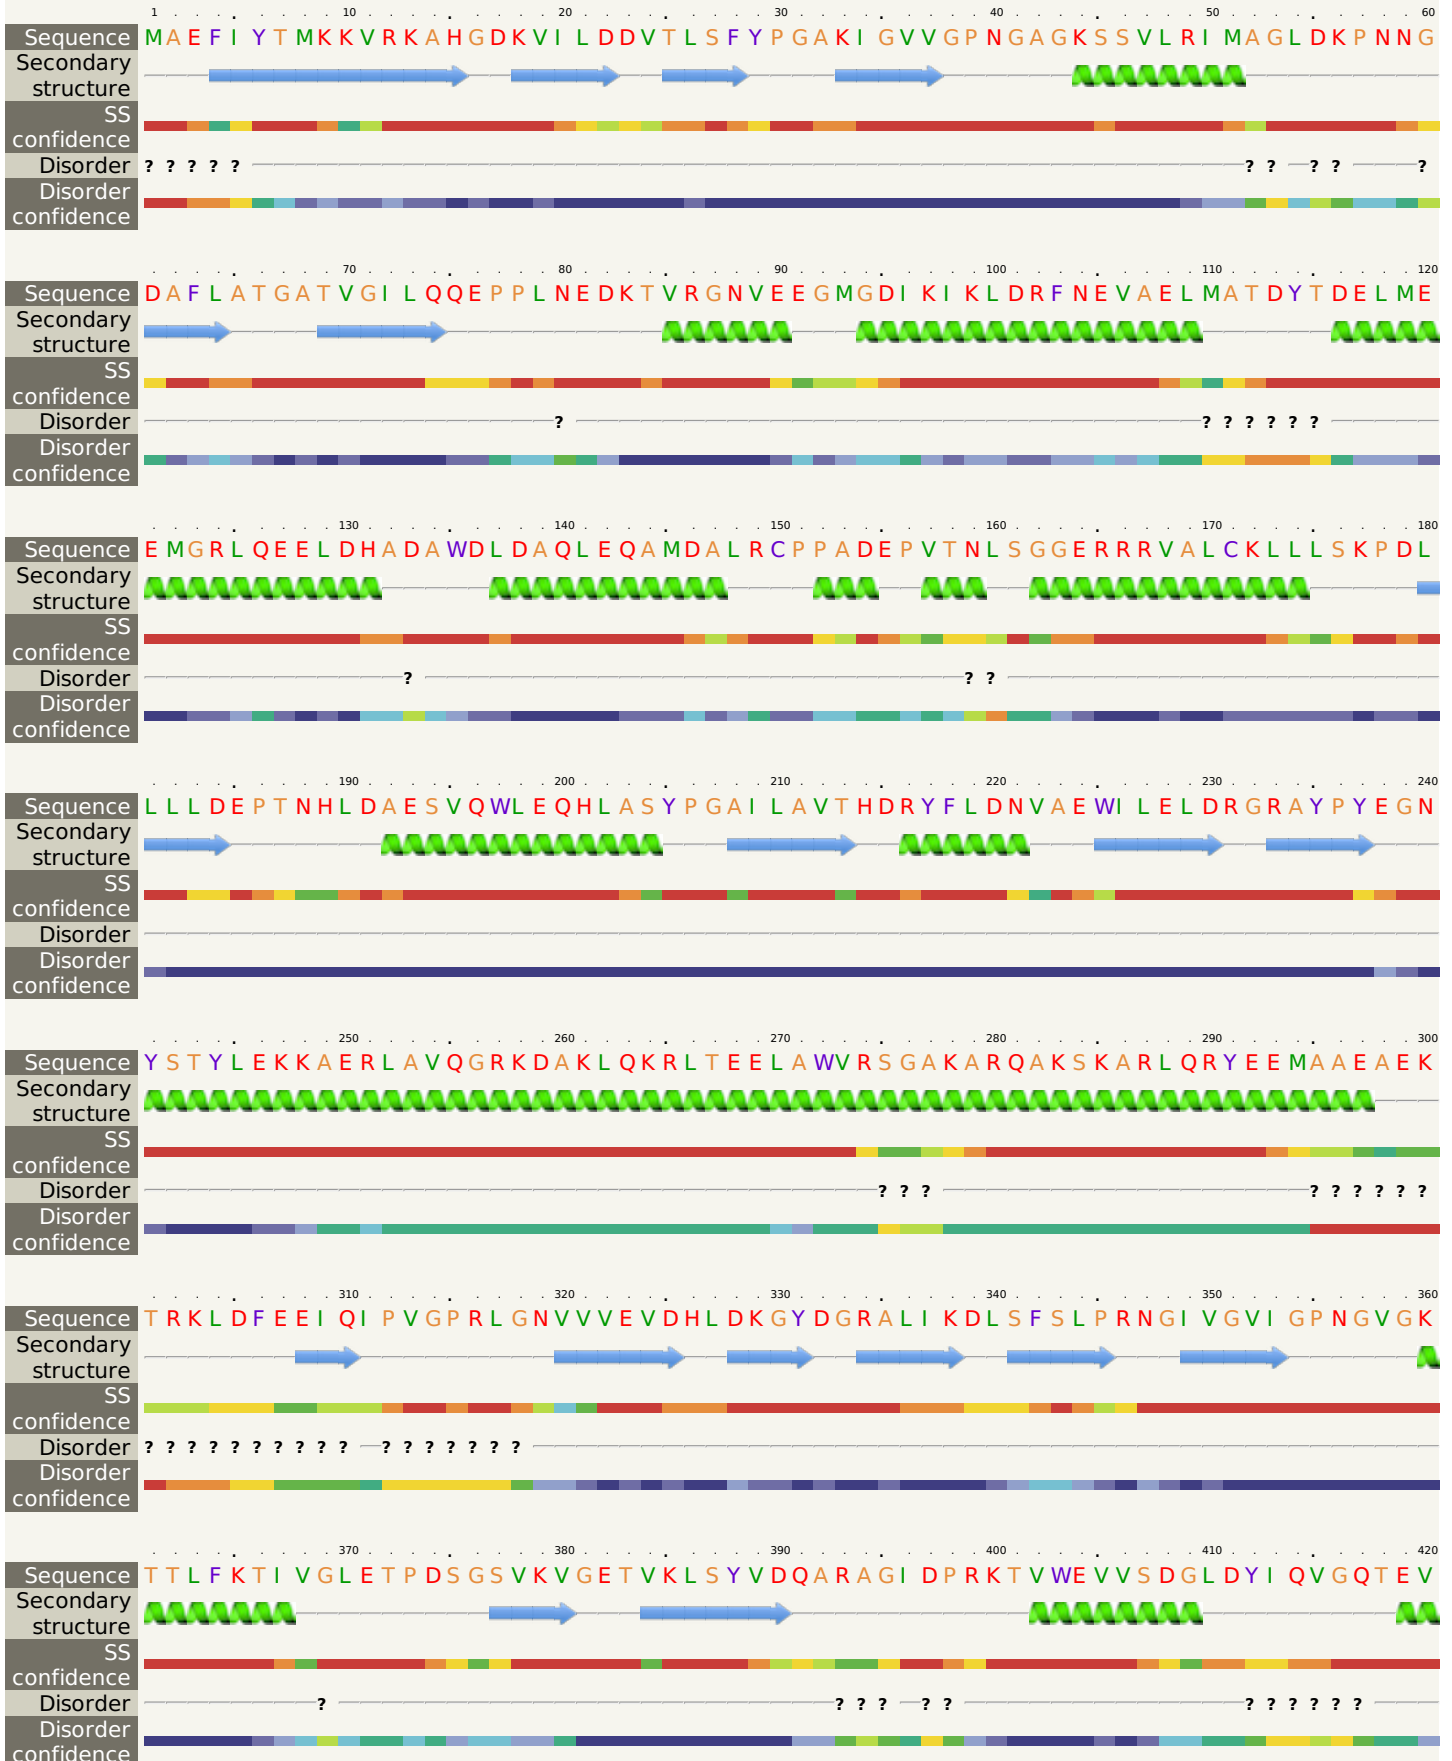 1 10 20 30 40 50 60
Sequence MAEFIYTMKKVRKAHGDKVILDDVTLSFYPGAKIGVVGPNGAGKSSVLRIMAGLDKPNNG
Secondary
structure
SS
confidence
Disorder ? ? ? ? ? ? ? ? ? ?
Disorder
confidence
70 80 90 100 110 120
Sequence DAFLATGATVGILQQEPPLNEDKTVRGNVEEGMGDIKIKLDRFNEVAELMATDYTDELME
Secondary
structure
SS
confidence
Disorder ? ? ? ? ? ? ?
Disorder
confidence
130 140 150 160 170 180
Sequence EMGRLQEELDHADAWDLDAQLEQAMDALRCPPADEPVTNLSGGERRRVALCKLLLSKPDL
Secondary
structure
SS
confidence
Disorder ? ? ?
Disorder
confidence
190 200 210 220 230 240
Sequence LLLDEPTNHLDAESVQWLEQHLASYPGAILAVTHDRYFLDNVAEWILELDRGRAYPYEGN
Secondary
structure
SS
confidence
Disorder
Disorder
confidence
250 260 270 280 290 300
Sequence YSTYLEKKAERLAVQGRKDAKLQKRLTEELAWVRSGAKARQAKSKARLQRYEEMAAEAEK
Secondary
structure
SS
confidence
Disorder ? ? ? ? ? ? ? ? ?
Disorder
confidence
310 320 330 340 350 360
Sequence TRKLDFEEIQIPVGPRLGNVVVEVDHLDKGYDGRALIKDLSFSLPRNGIVGVIGPNGVGK
Secondary
structure
SS
confidence
Disorder ? ? ? ? ? ? ? ? ? ? ? ? ? ? ? ? ?
Disorder
confidence
370 380 390 400 410 420
Sequence TTLFKTIVGLETPDSGSVKVGETVKLSYVDQARAGIDPRKTVWEVVSDGLDYIQVGQTEV
Secondary
structure
SS
confidence
Disorder ? ? ? ? ? ? ? ? ? ? ? ?
Disorder
confidence